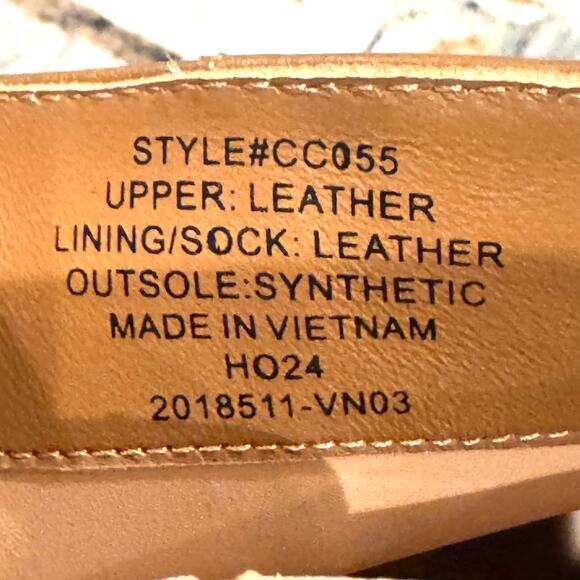 STYLE#CC055
UPPER: LEATHER
LINING/SOCK: LEATHER
OUTSOLE:SYNTHETIC
MADE IN VIETNAM
HO24
2018511-VN03